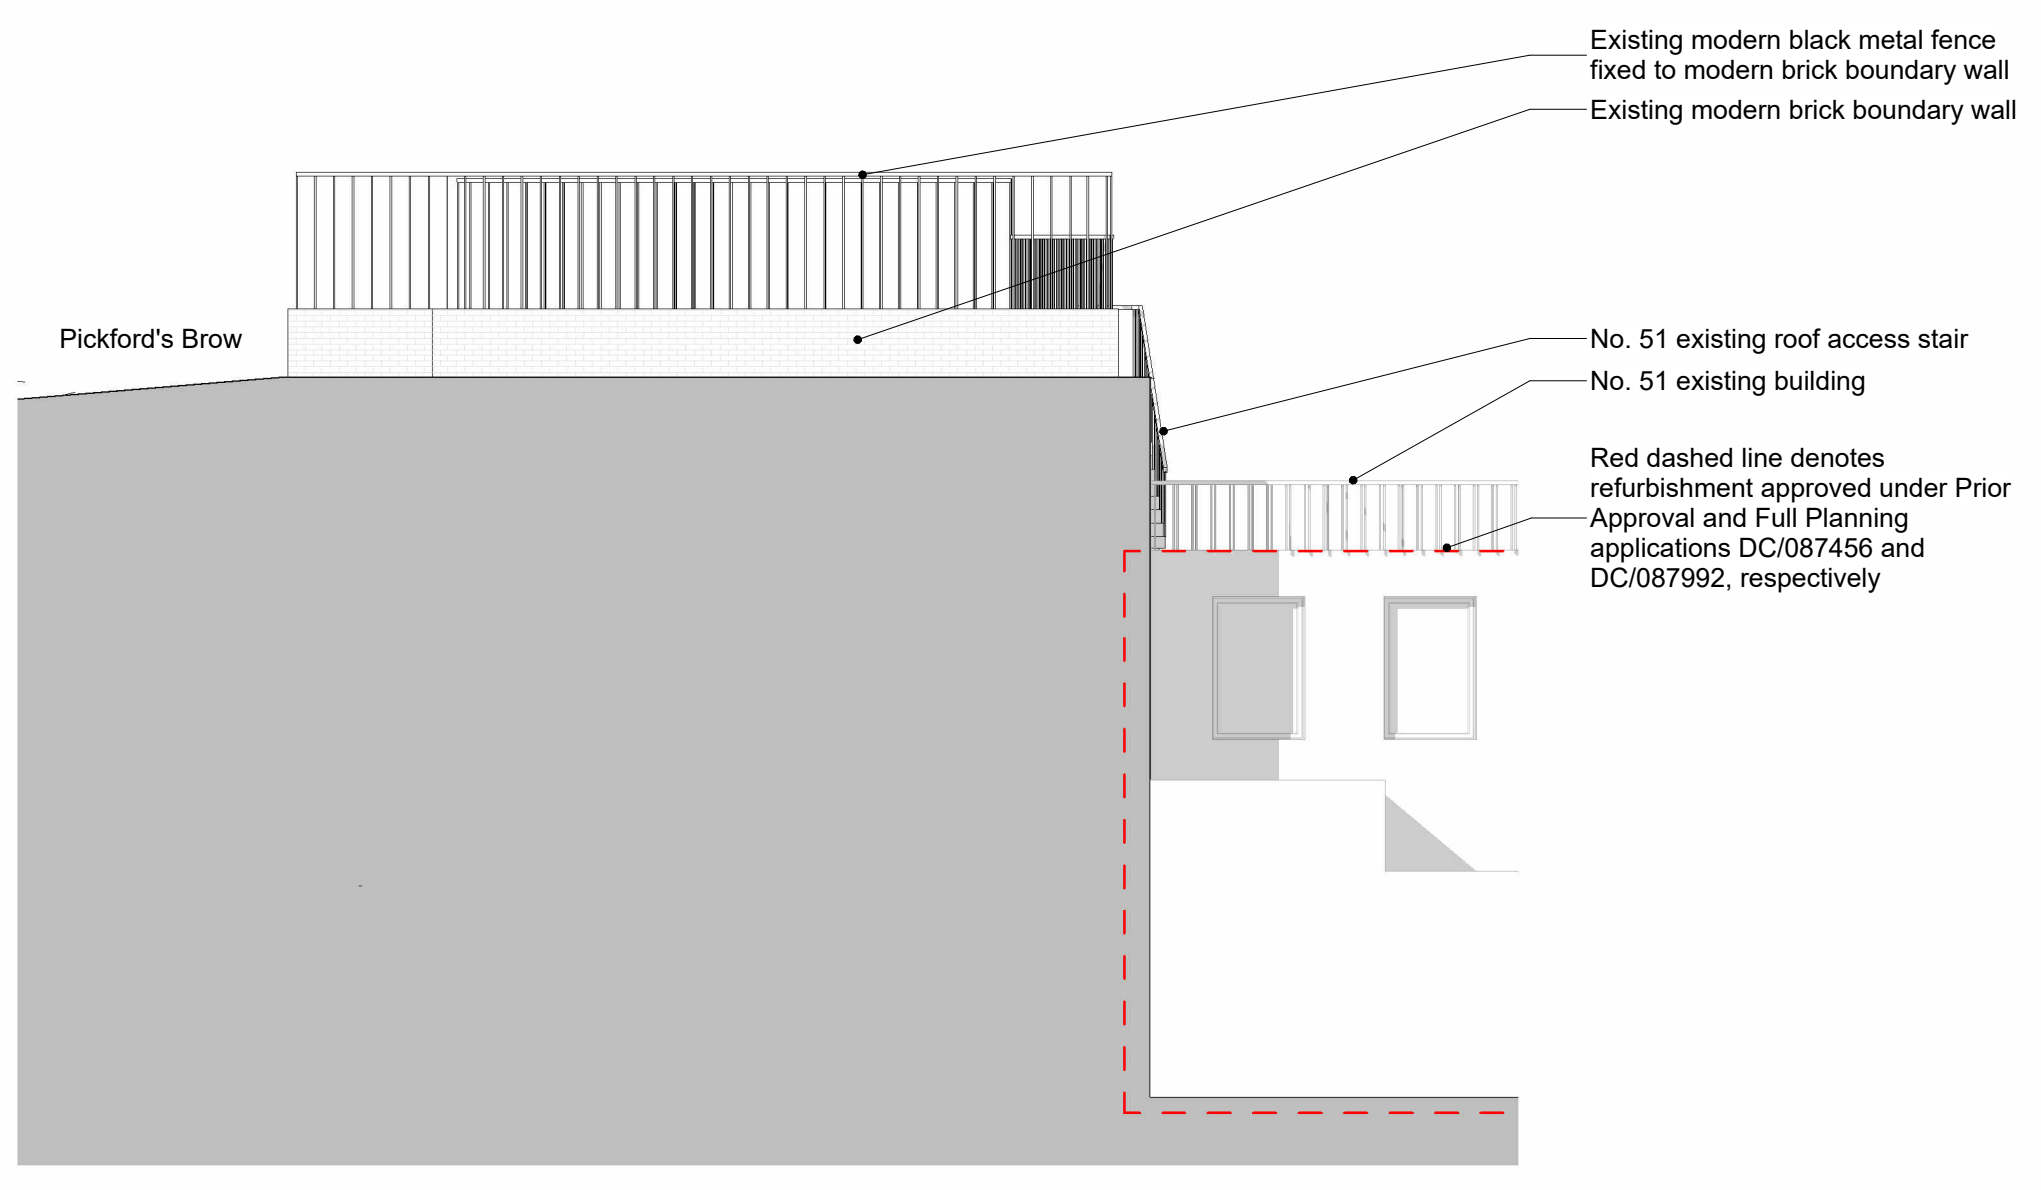 Existing modern black metal fence
fixed to modern brick boundary wall
Existing modern brick boundary wall
Pickford's Brow
No. 51 existing roof access stair
No. 51 existing building
Red dashed line denotes
refurbishment approved under Prior
Approval and Full Planning
applications DC/087456 and
DC/087992, respectively